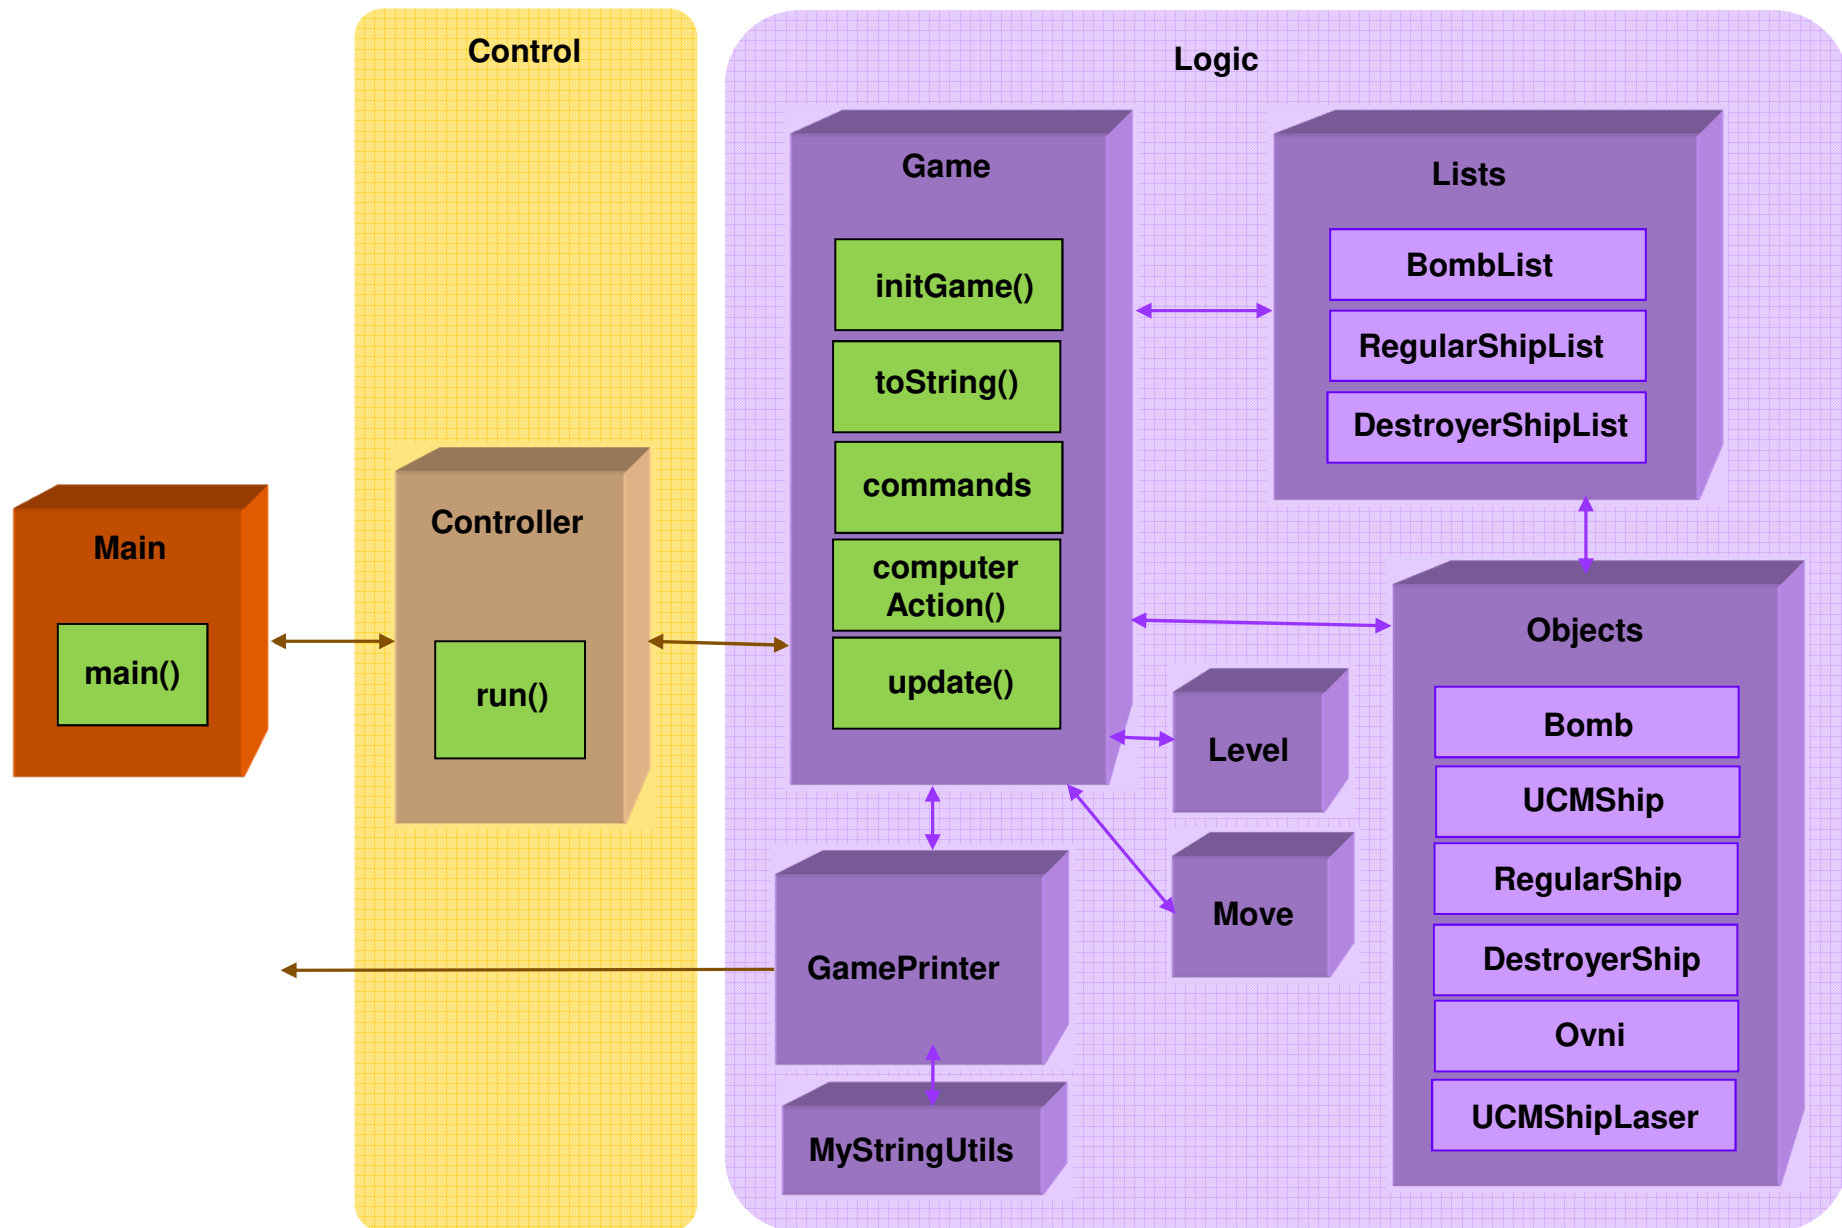 Control
Logic
Main
main()
Controller
run()
Game
initGame()
toString()
commands
computer
Action()
update()
Lists
BombList
RegularShipList
DestroyerShipList
Level
Move
GamePrinter
MyStringUtils
Objects
Bomb
UCMShip
RegularShip
DestroyerShip
Ovni
UCMShipLaser